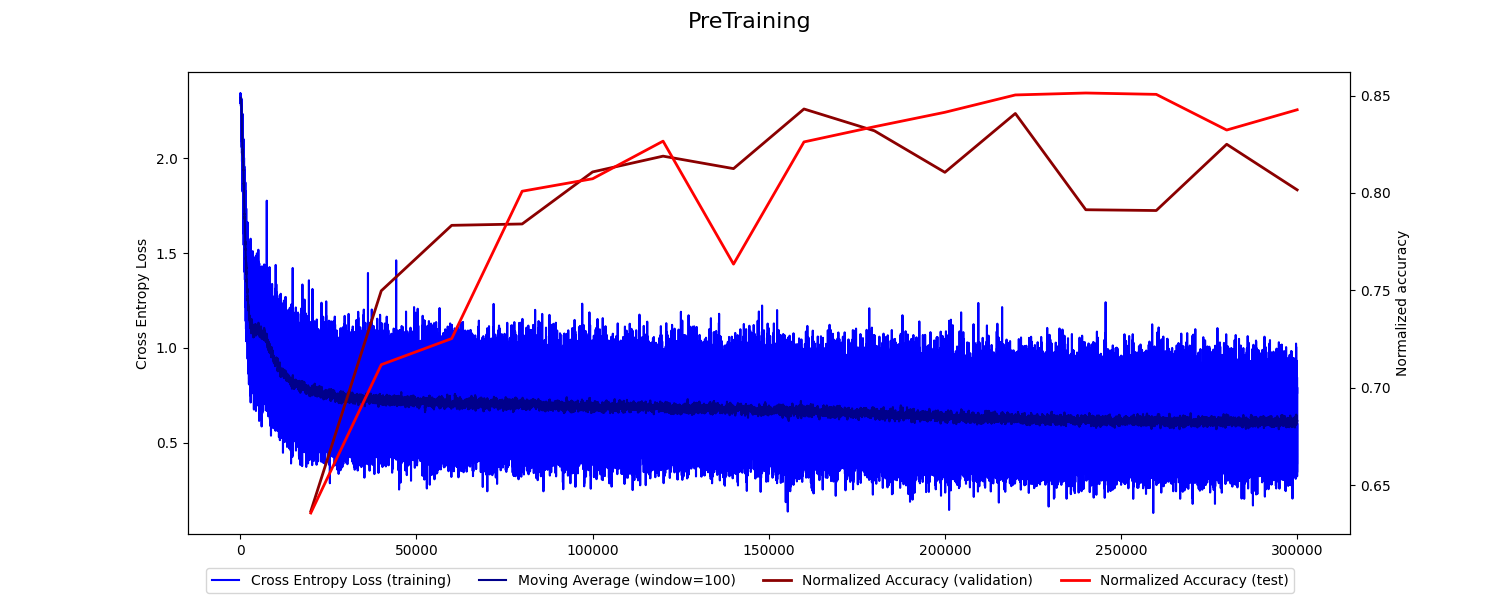 PreTraining
Cross Entropy Loss
2.0
1.5
1.0
0.5
0.85
0.80
0.75
0.70
0.65
Normalized accuracy
0 50000 100000 150000 200000 250000 300000
Cross Entropy Loss (training) Moving Average (window=100) Normalized Accuracy (validation) Normalized Accuracy (test)